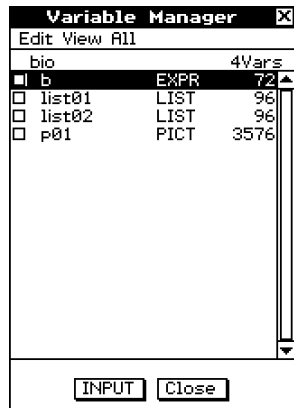 Variable Manager
Edit View All
bio 4Vars
b EXPR 72
list01 LIST 96
list02 LIST 96
p01 PICT 3576
INPUT Close